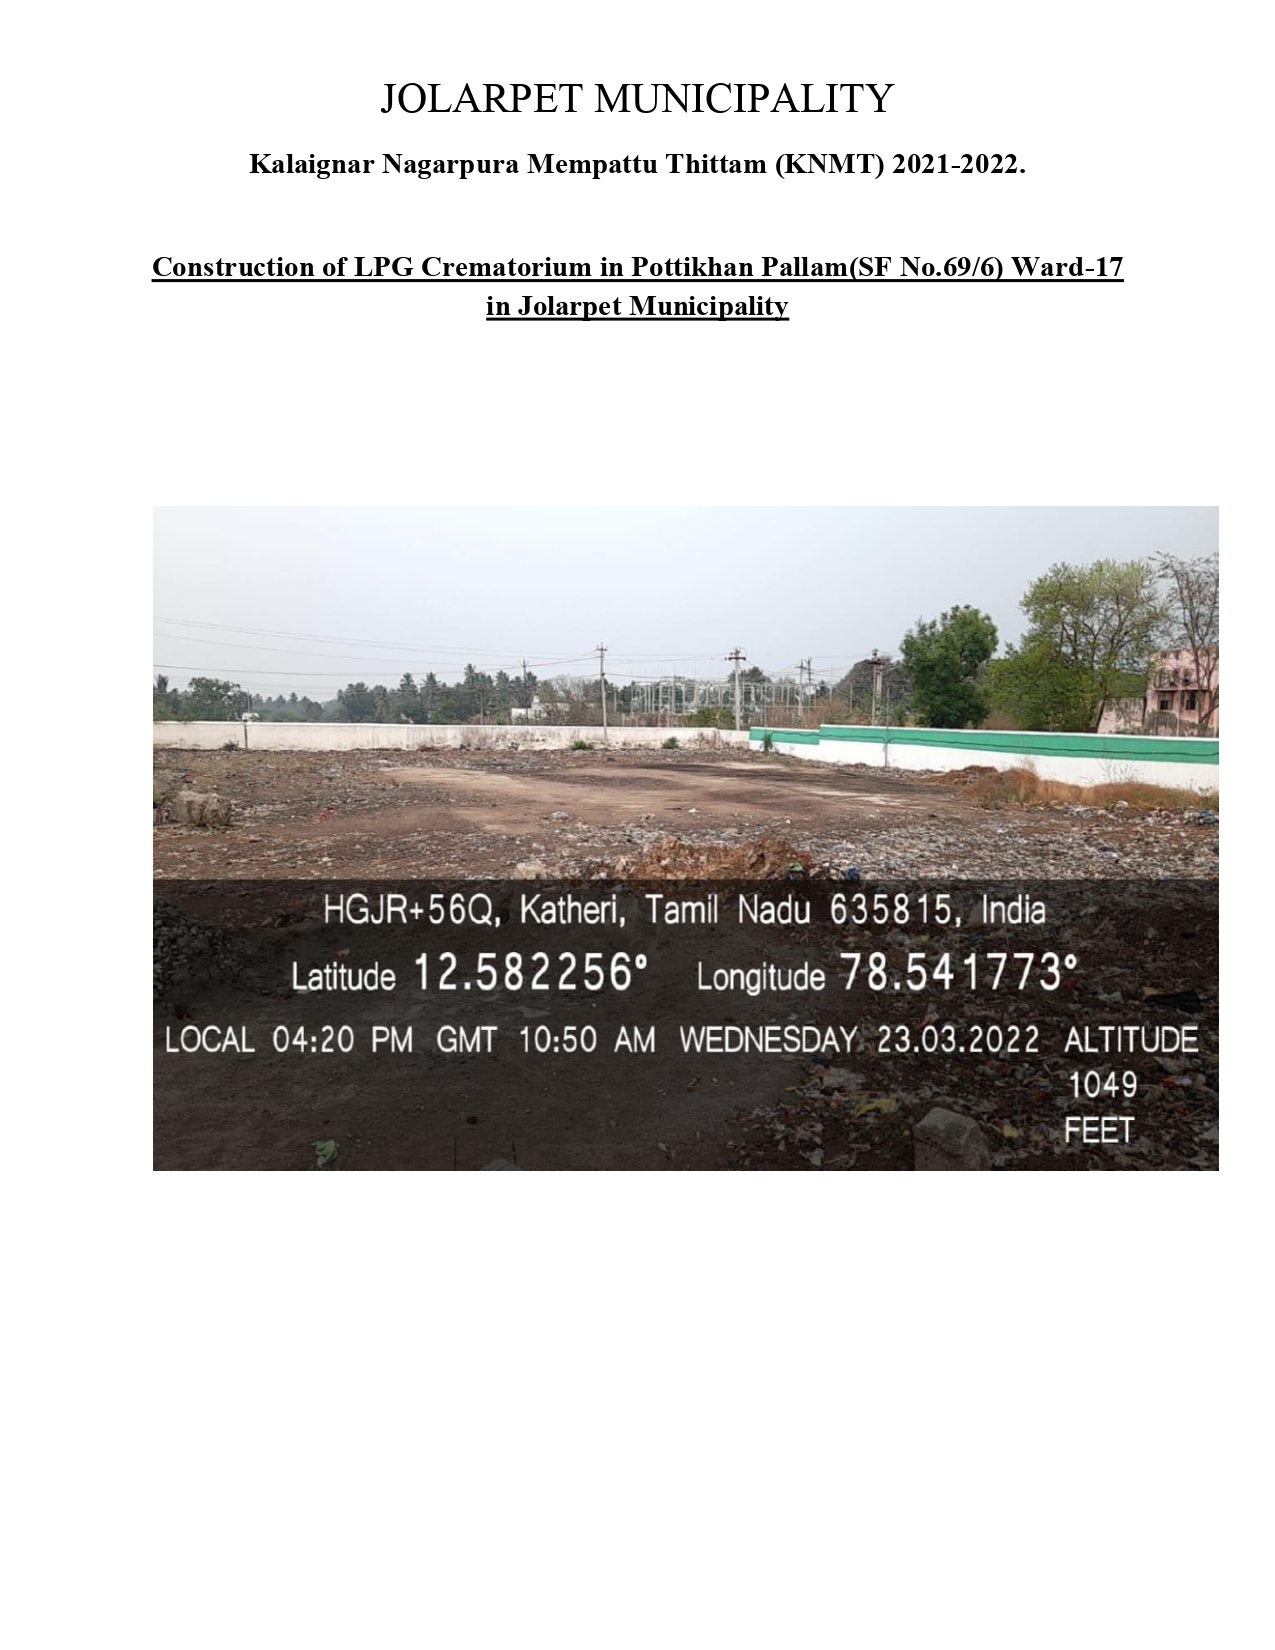 JOLARPET MUNICIPALITY
Kalaignar Nagarpura Mempattu Thittam (KNMT) 2021-2022.
Construction of LPG Crematorium in Pottikhan Pallam(SF No.69/6) Ward-17
in Jolarpet Municipality
HGJR+56Q, Katheri, Tamil Nadu 635815, India
Latitude 12.582256° Longitude 78.541773°
LOCAL 04:20 PM GMT 10:50 AM WEDNESDAY 23.03.2022 ALTITUDE
1049
FEET